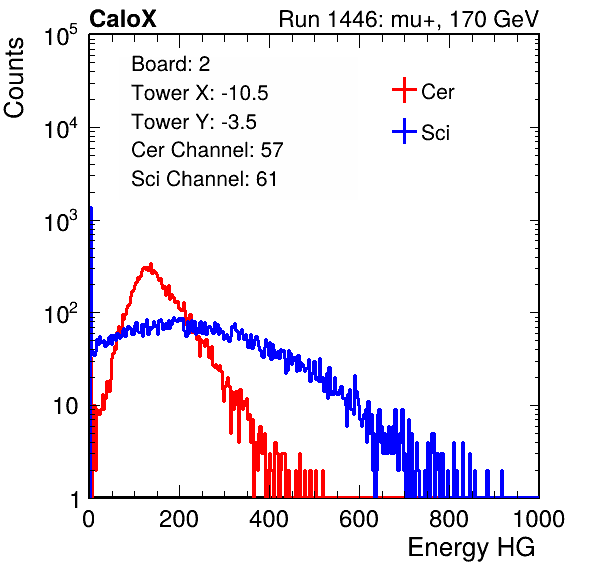 CaloX Run 1446: mu+, 170 GeV
Counts
Board: 2
Tower X: -10.5
Tower Y: -3.5
Cer Channel: 57
Sci Channel: 61
Cer
Sci
10^5
10^4
10^3
10^2
10
1
0 200 400 600 800 1000
Energy HG